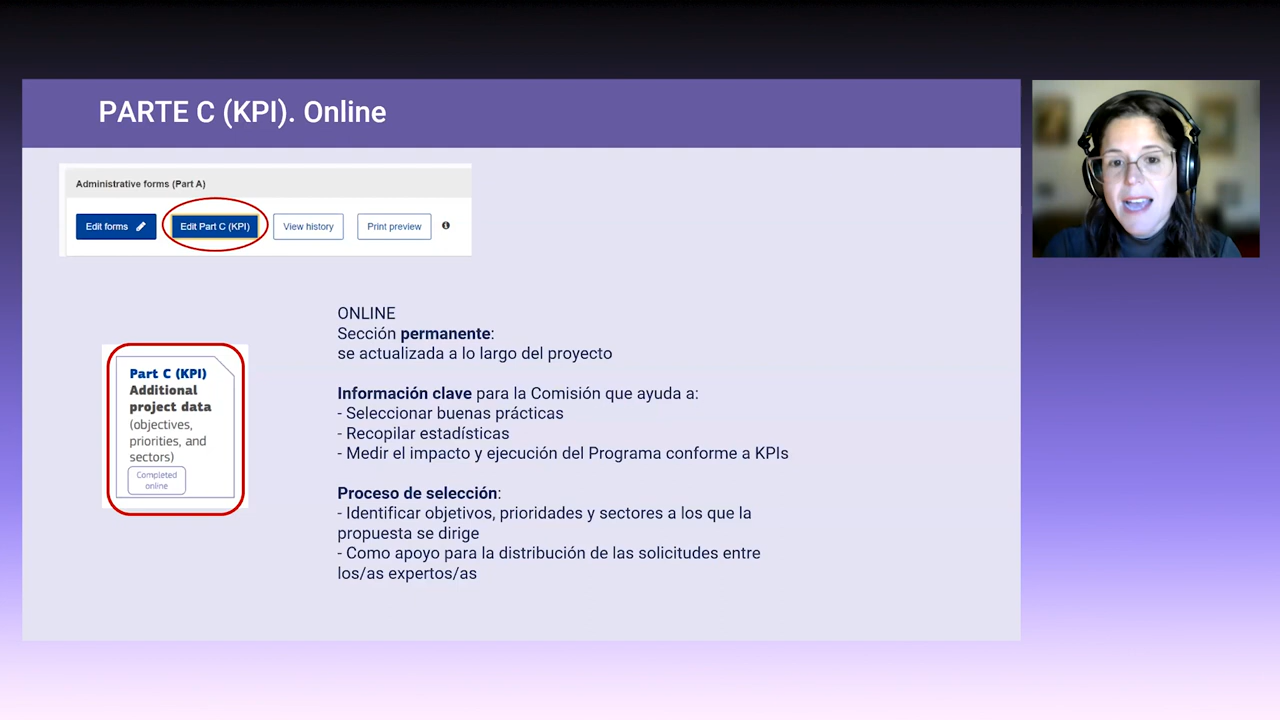 PARTE C (KPI). Online
Administrative forms (Part A)
Edit forms
Edit Part C (KPI)
View history
Print preview
Part C (KPI)
Additional
project data
(objectives,
priorities, and
sectors)
Completed
online
ONLINE
Sección permanente:
se actualizada a lo largo del proyecto
Información clave para la Comisión que ayuda a:
- Seleccionar buenas prácticas
- Recopilar estadísticas
- Medir el impacto y ejecución del Programa conforme a KPIs
Proceso de selección:
- Identificar objetivos, prioridades y sectores a los que la
propuesta se dirige
- Como apoyo para la distribución de las solicitudes entre
los/as expertos/as